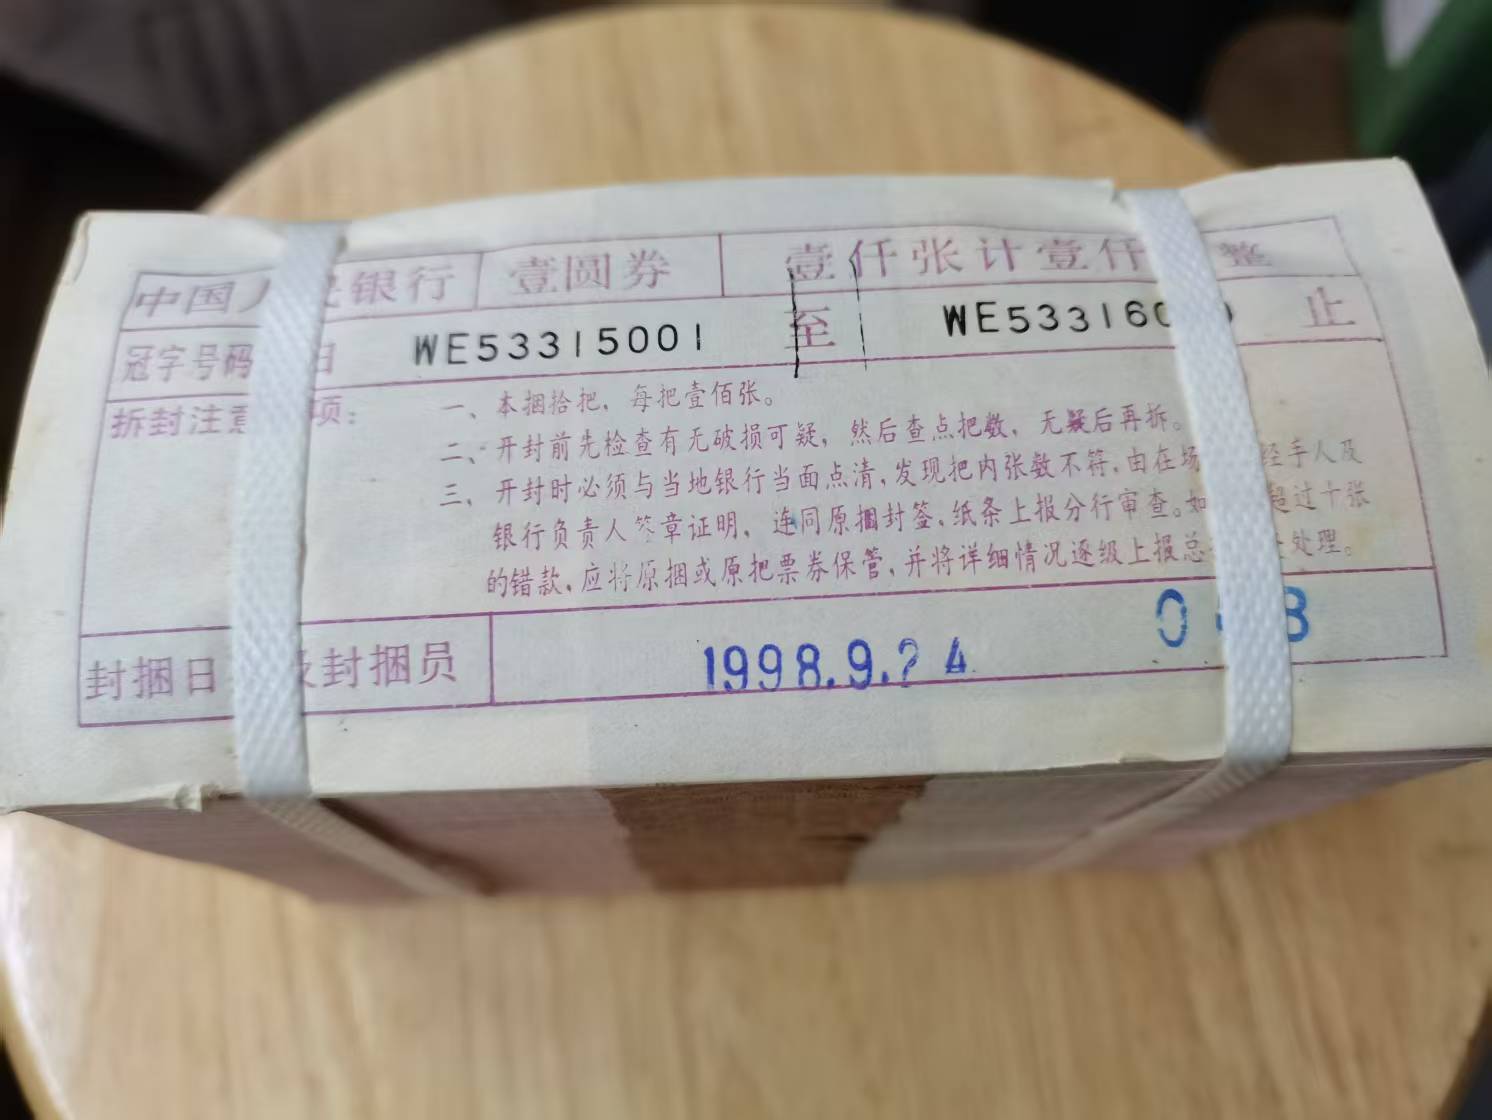 中国 银行 壹圆券 壹仟张计壹仟 整
冠字号码 WE53315001 至 WE533160 止
拆封注意 项：
一、本捆拾把，每把壹佰张。
二、开封前先检查有无破损可疑，然后查点把数，无疑后再拆。
三、开封时必须与当地银行当面点清，发现把内张数不符，由在场 经手人及
银行负责人签章证明，连同原捆封签，纸条上报分行审查。如 超过十张
的错款，应将原捆或原把票券保管，并将详细情况逐级上报总 处理。
封捆日 封捆员 1998.9.24